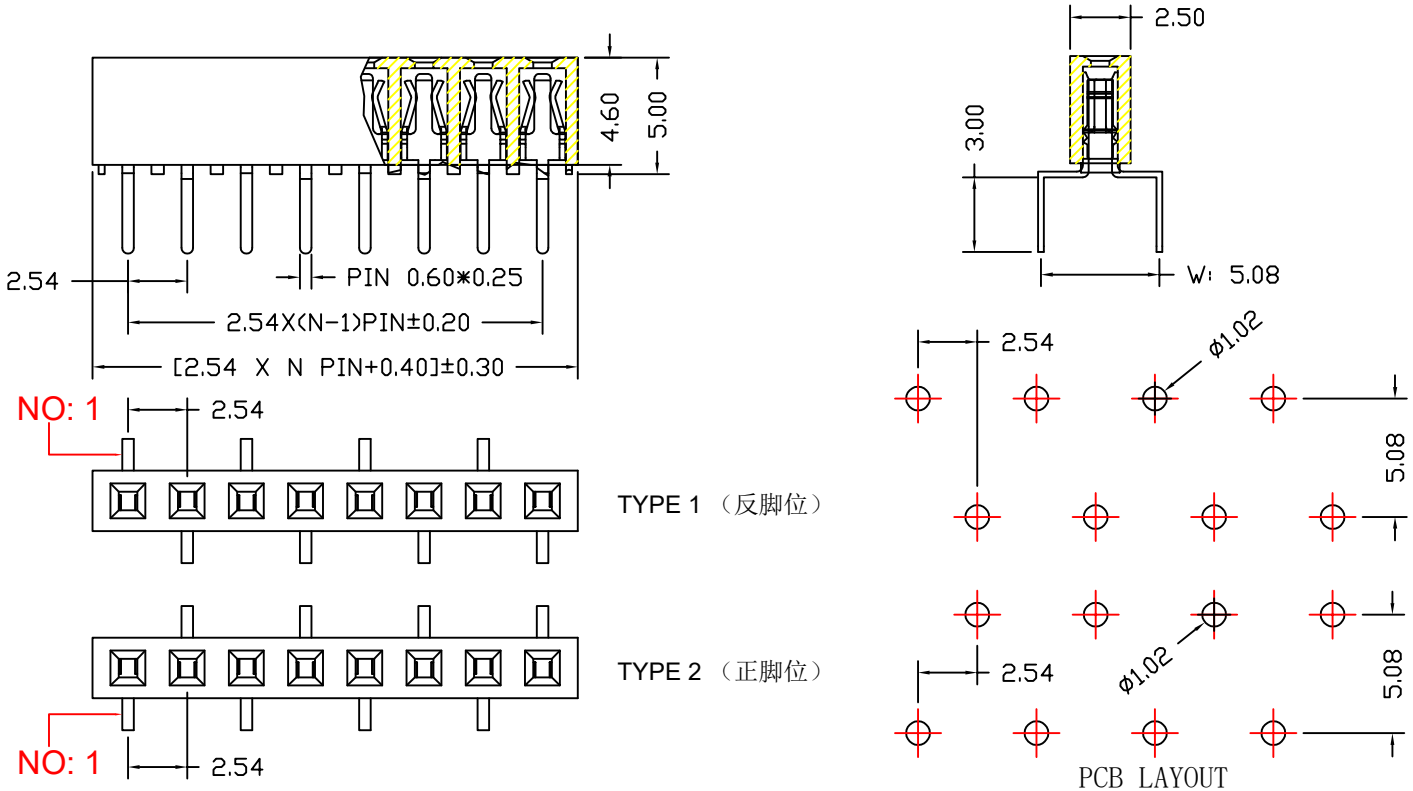 2.50
4.60
5.00
3.00
2.54
PIN 0.60*0.25
W: 5.08
2.54X(N-1)PIN±0.20
[2.54 X N PIN+0.40]±0.30
2.54
ø1.02
NO: 1
2.54
5.08
TYPE 1 （反脚位）
TYPE 2 （正脚位）
ø1.02
2.54
5.08
NO: 1
2.54
PCB LAYOUT